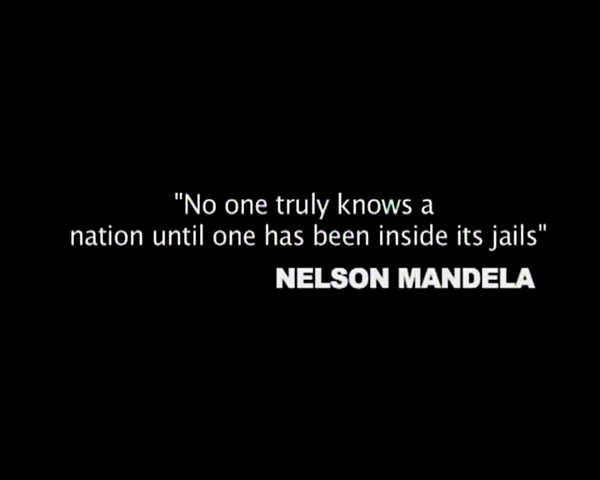 "No one truly knows a
nation until one has been inside its jails"
NELSON MANDELA